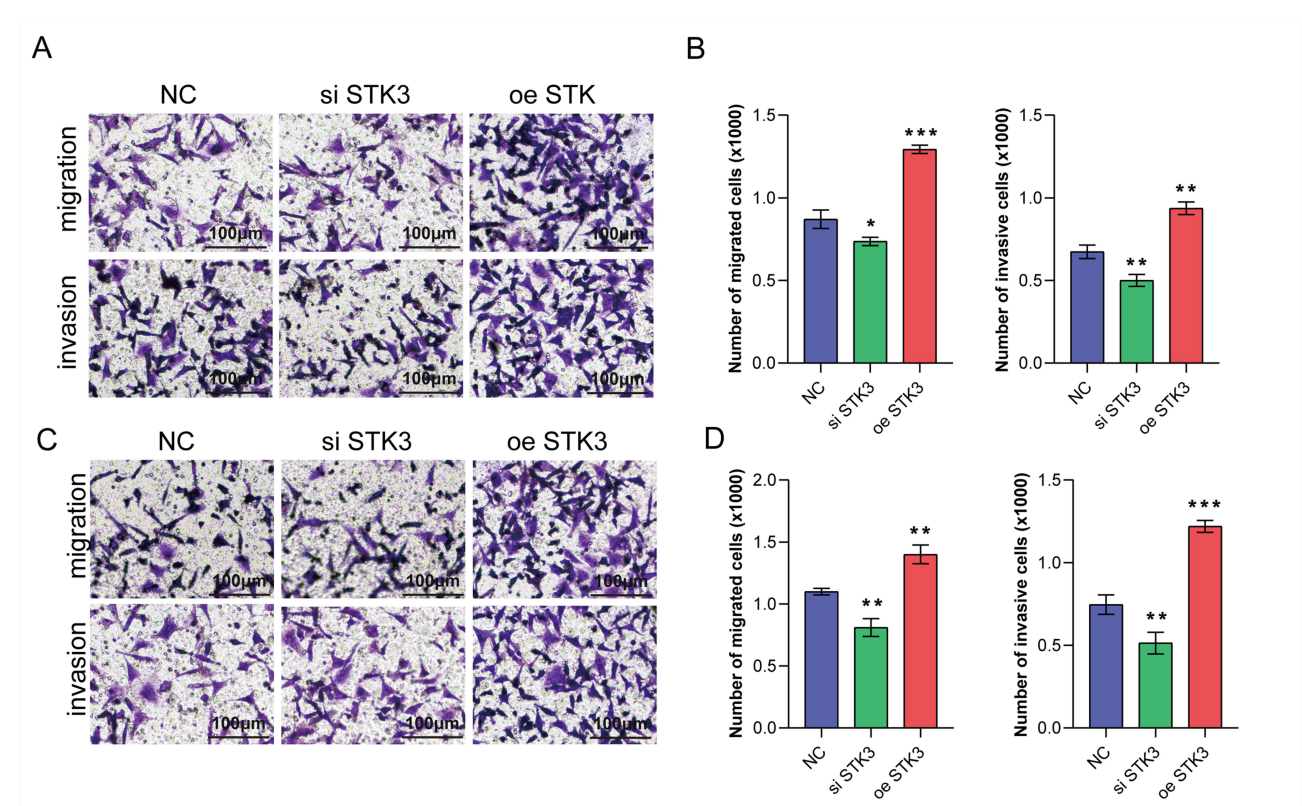 A
NC si STK3 oe STK
migration
100μm 100μm 100μm
invasion
100μm 100μm 100μm
B
Number of migrated cells (x1000)
1.5
1.0
0.5
0.0
*
***
NC si STK3 oe STK3
Number of invasive cells (x1000)
1.5
1.0
0.5
0.0
**
**
NC si STK3 oe STK3
C
NC si STK3 oe STK3
migration
100μm 100μm 100μm
invasion
100μm 100μm 100μm
D
Number of migrated cells (x1000)
2.0
1.5
1.0
0.5
0.0
**
**
NC si STK3 oe STK3
Number of invasive cells (x1000)
1.5
1.0
0.5
0.0
**
***
NC si STK3 oe STK3